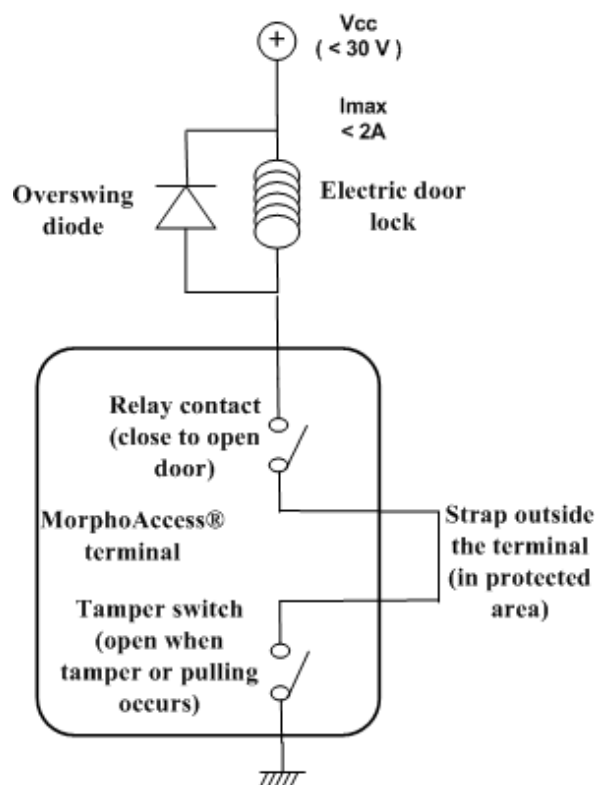 Vcc
( < 30 V )
+
Imax
< 2A
Overswing
diode
Electric door
lock
Relay contact
(close to open
door)
MorphoAccess®
terminal
Strap outside
the terminal
(in protected
area)
Tamper switch
(open when
tamper or pulling
occurs)